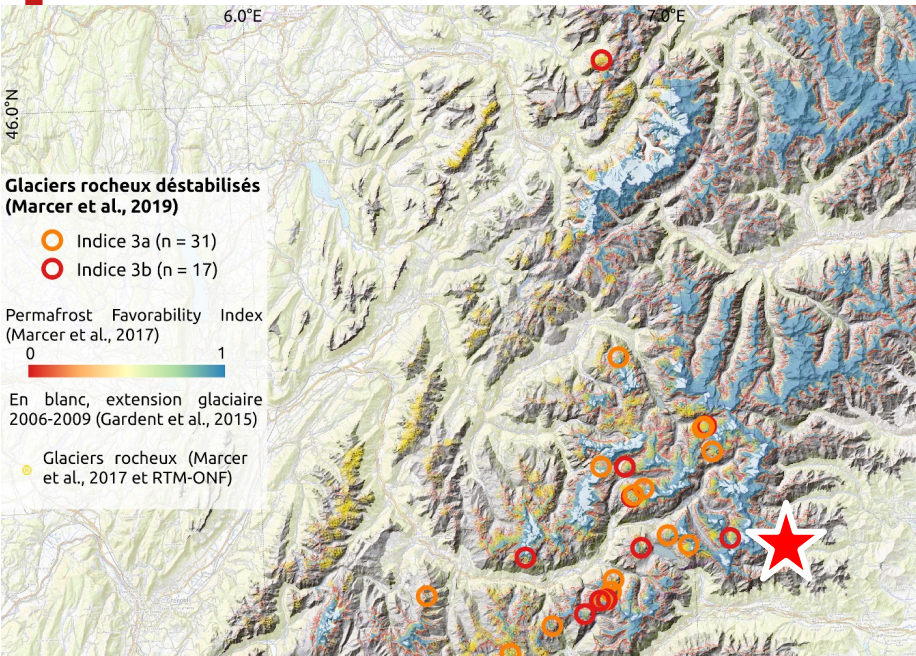 6.0°E
7.0°E
46.0°N
Glaciers rocheux déstabilisés
(Marcer et al., 2019)
Indice 3a (n = 31)
Indice 3b (n = 17)
Permafrost Favorability Index
(Marcer et al., 2017)
0 1
En blanc, extension glaciaire
2006-2009 (Gardent et al., 2015)
Glaciers rocheux (Marcer
et al., 2017 et RTM-ONF)